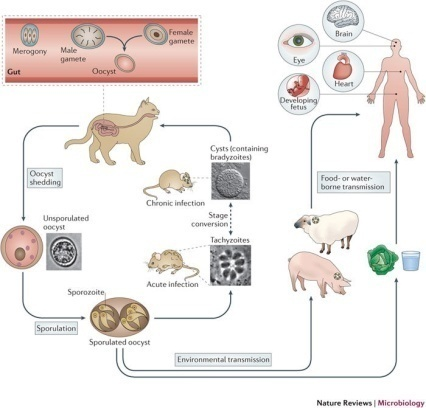 Merogony
Male
gamete
Female
gamete
Oocyst
Gut
Brain
Eye
Heart
Developing
fetus
Oocyst
shedding
Cysts (containing
bradyzoites)
Chronic infection
Stage
conversion
Food- or water-
borne transmission
Unsporulated
oocyst
Tachyzoites
Acute infection
Sporozoite
Sporulation
Sporulated oocyst
Environmental transmission
Nature Reviews | Microbiology